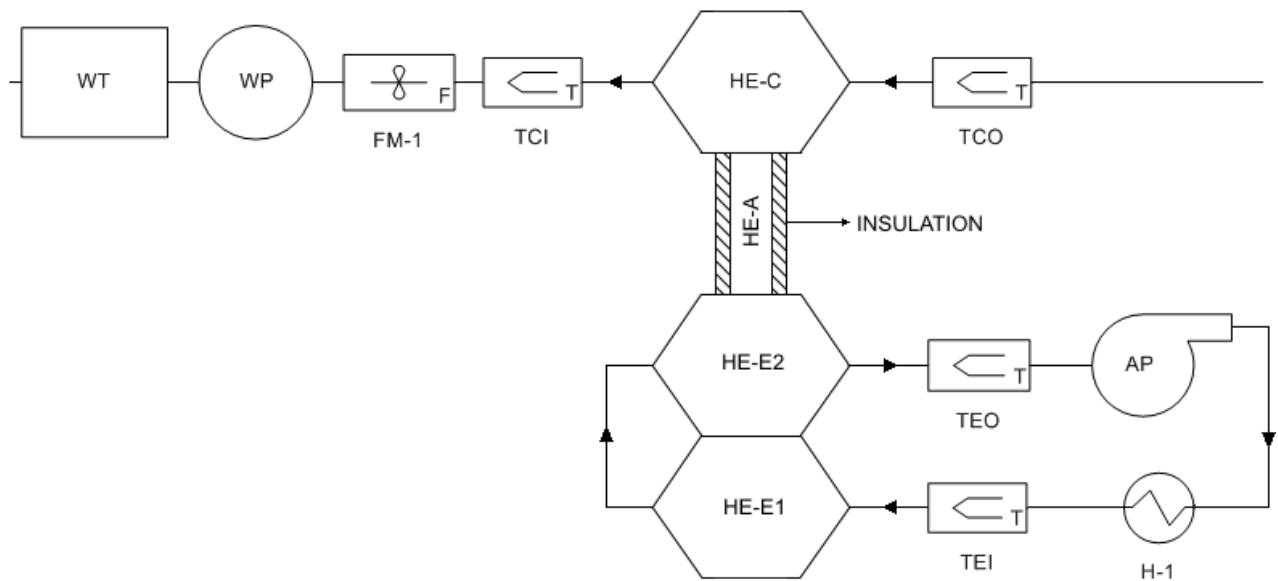 WT
WP
F
FM-1
T
TCI
HE-C
T
TCO
HE-A
INSULATION
HE-E2
T
TEO
AP
HE-E1
T
TEI
H-1